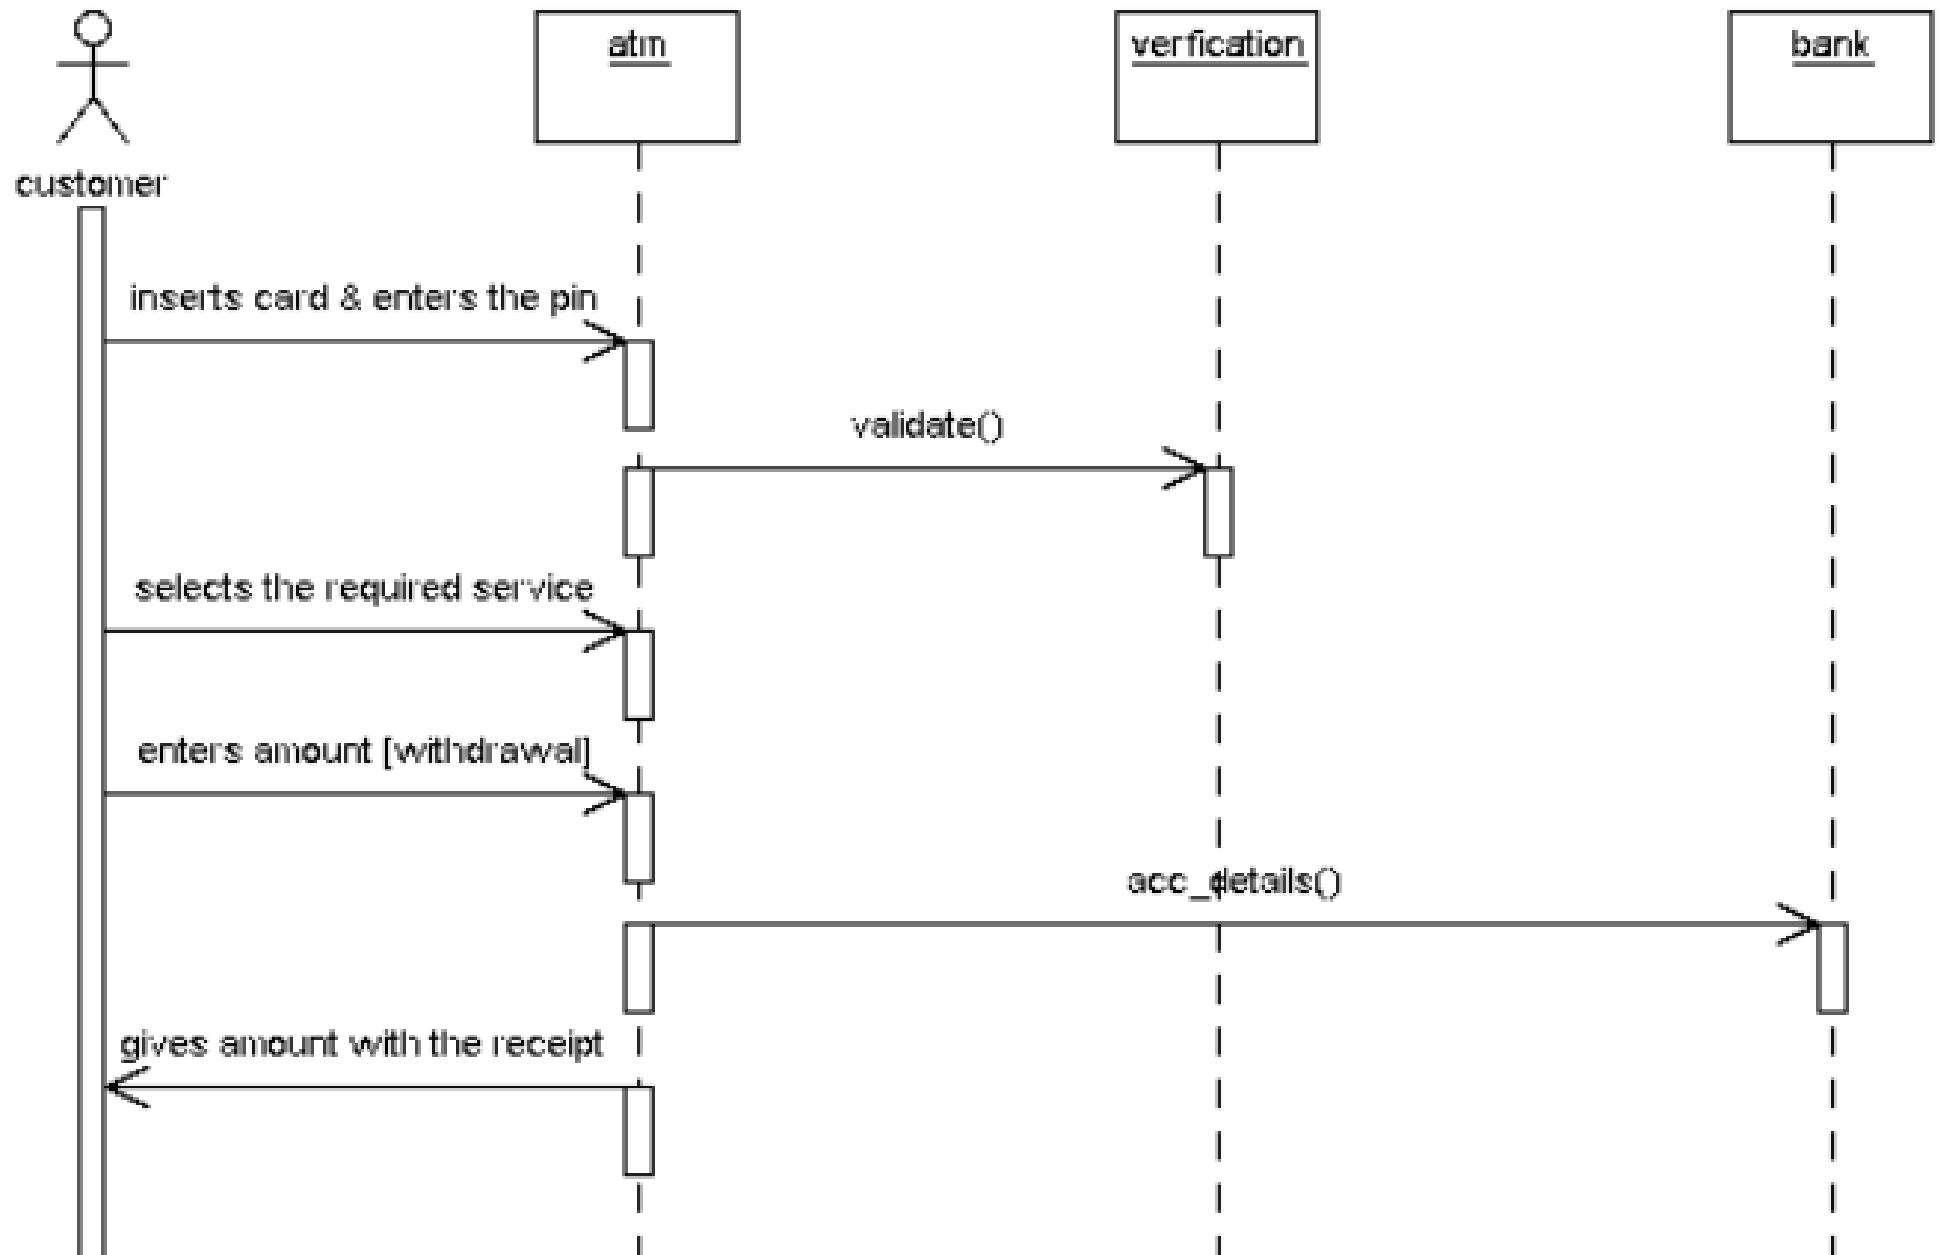 atm
verfication
bank
customer
inserts card & enters the pin
validate()
selects the required service
enters amount [withdrawal]
acc_details()
gives amount with the receipt